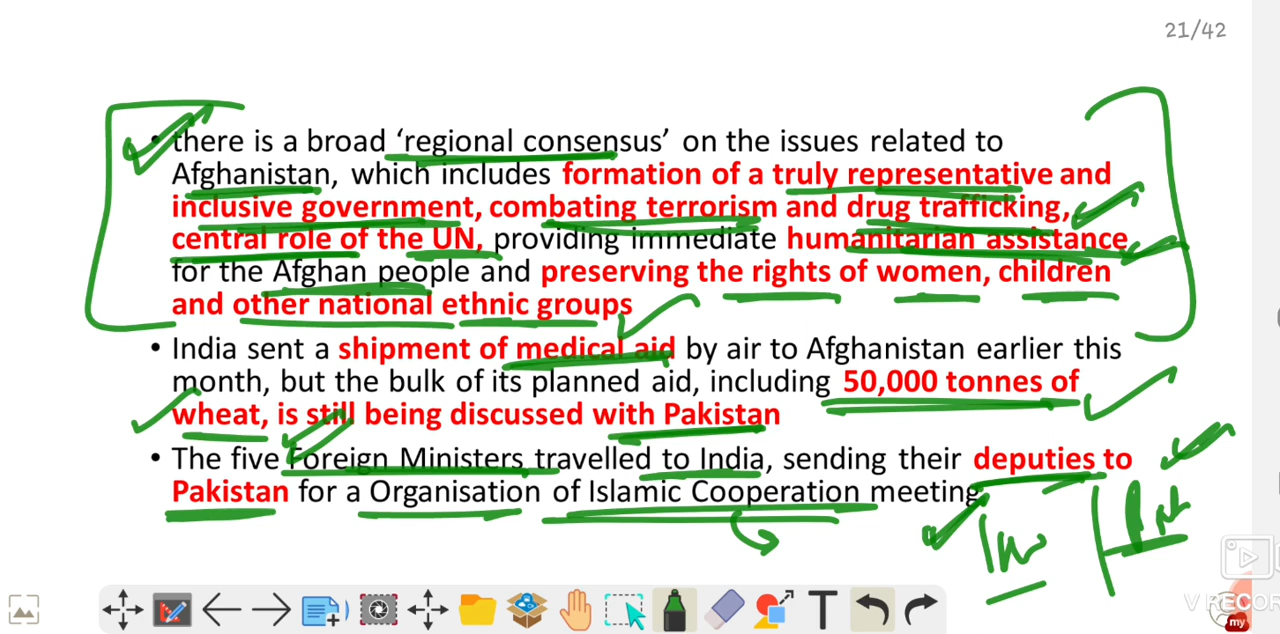 21/42
• there is a broad ‘regional consensus’ on the issues related to
Afghanistan, which includes formation of a truly representative and
inclusive government, combating terrorism and drug trafficking,
central role of the UN, providing immediate humanitarian assistance
for the Afghan people and preserving the rights of women, children
and other national ethnic groups
• India sent a shipment of medical aid by air to Afghanistan earlier this
month, but the bulk of its planned aid, including 50,000 tonnes of
wheat, is still being discussed with Pakistan
• The five Foreign Ministers travelled to India, sending their deputies to
Pakistan for a Organisation of Islamic Cooperation meeting.
T
V RECOR
my